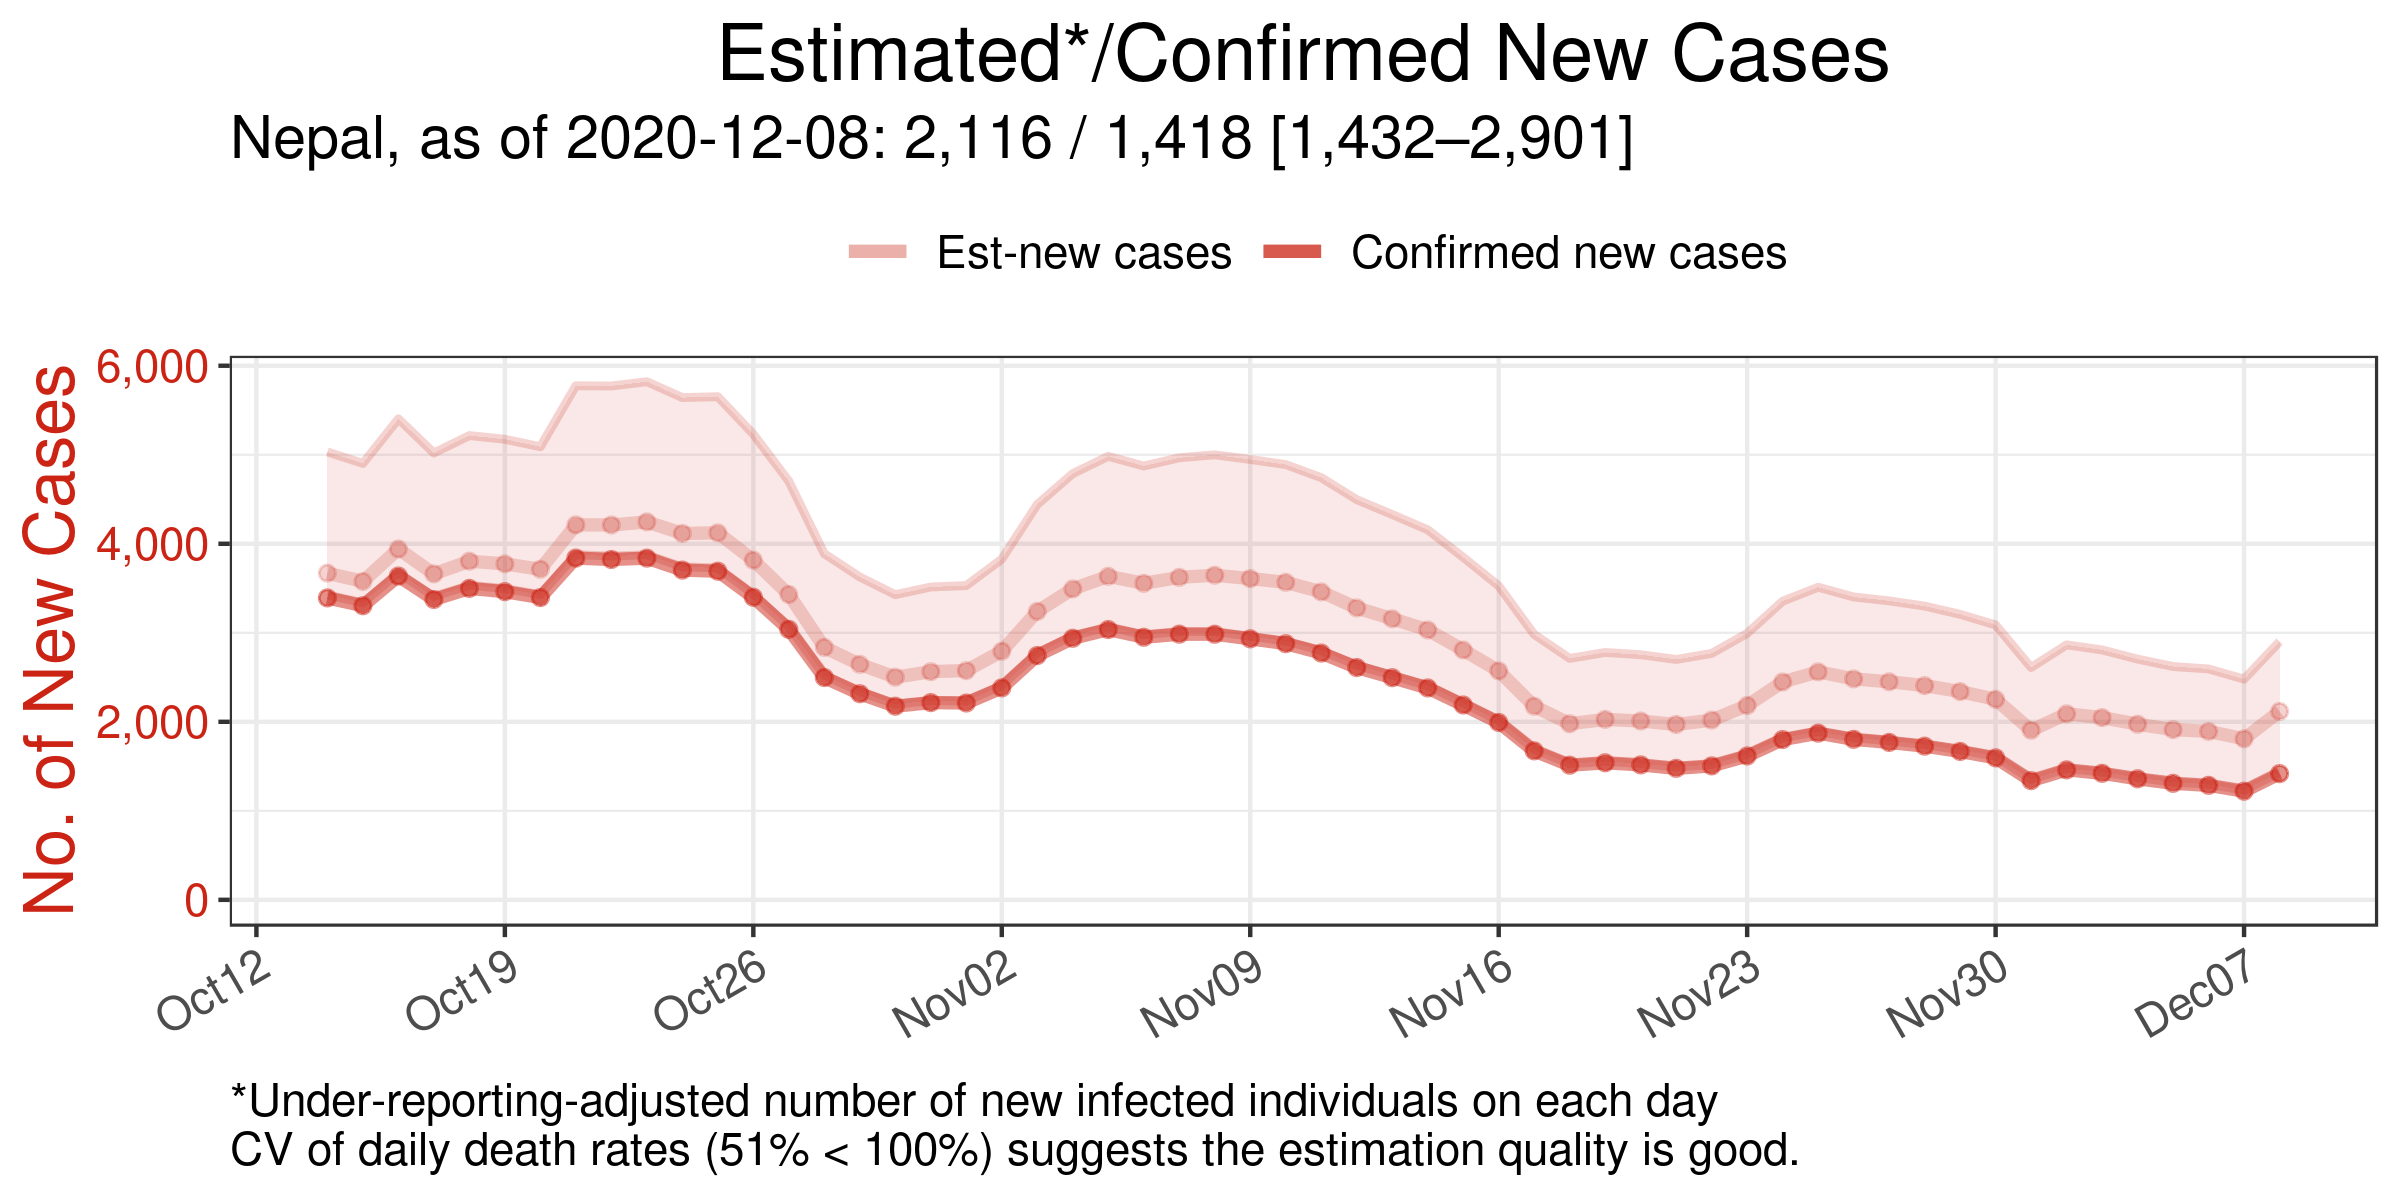 Estimated*/Confirmed New Cases
Nepal, as of 2020-12-08: 2,116 / 1,418 [1,432–2,901]
Est-new cases Confirmed new cases
No. of New Cases
6,000
4,000
2,000
0
Oct12 Oct19 Oct26 Nov02 Nov09 Nov16 Nov23 Nov30 Dec07
*Under-reporting-adjusted number of new infected individuals on each day
CV of daily death rates (51% < 100%) suggests the estimation quality is good.